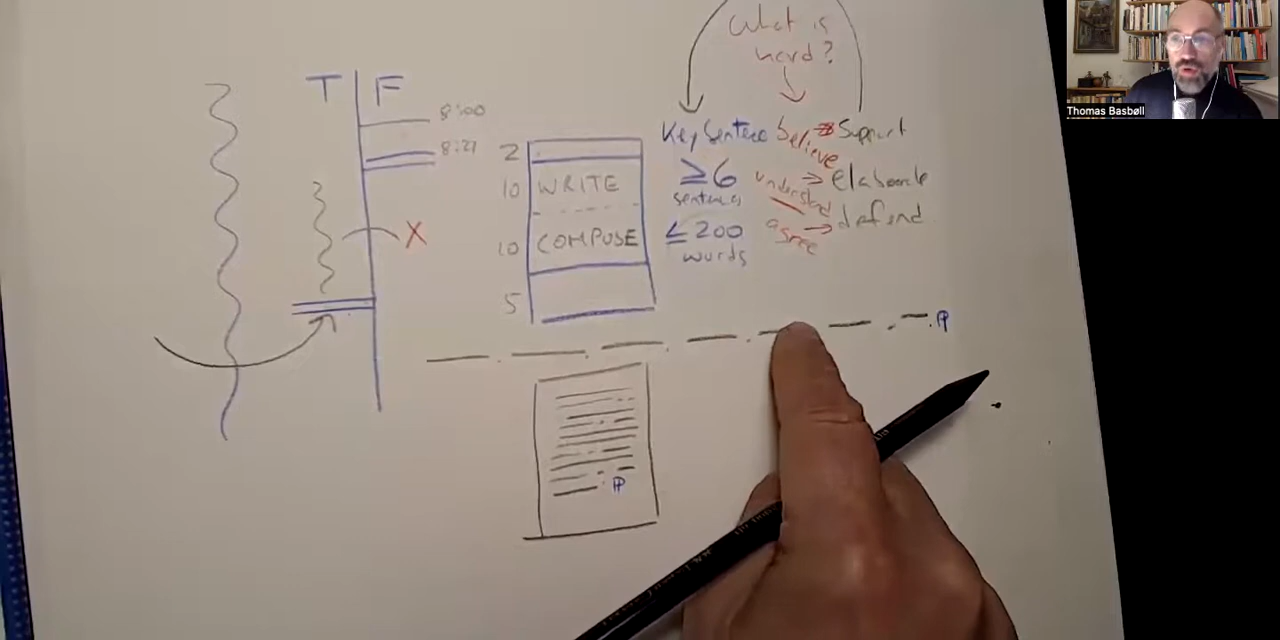 What is
hard?
T F
8:00
8:27
2
10 WRITE
10 COMPOSE
5
Key Sentence
≥6
sentences
≤ 200
words
believe → Support
understand → elaborate
agree → defend
X
P
P
Thomas Basbøll